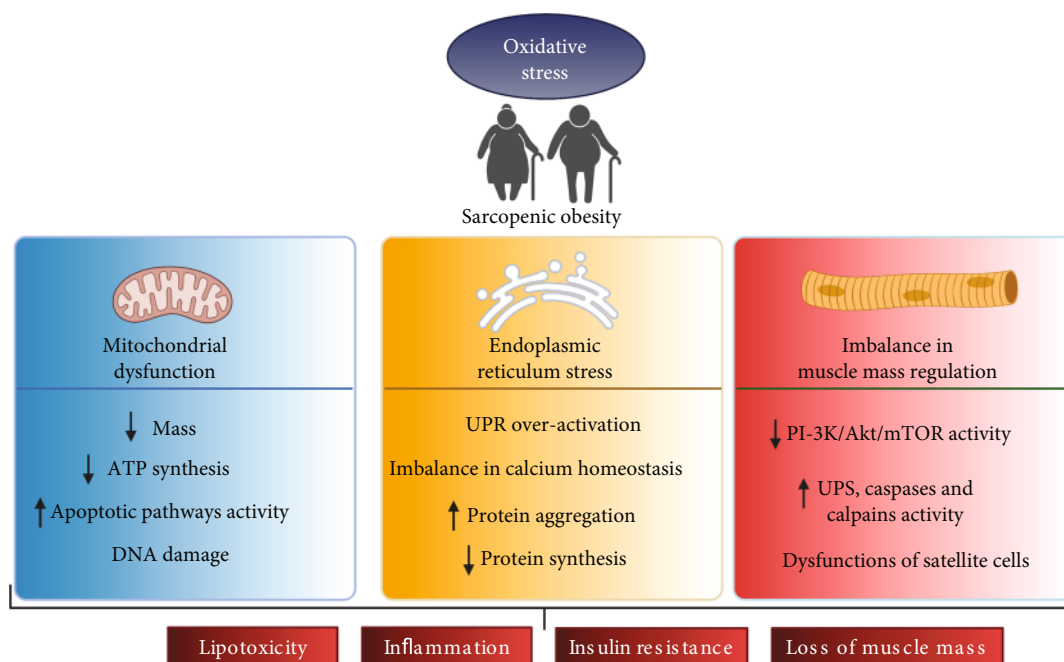 Oxidative
stress
Sarcopenic obesity
Mitochondrial
dysfunction
↓ Mass
↓ ATP synthesis
↑ Apoptotic pathways activity
DNA damage
Endoplasmic
reticulum stress
UPR over-activation
Imbalance in calcium homeostasis
↑ Protein aggregation
↓ Protein synthesis
Imbalance in
muscle mass regulation
↓ PI-3K/Akt/mTOR activity
↑ UPS, caspases and
calpains activity
Dysfunctions of satellite cells
Lipotoxicity
Inflammation
Insulin resistance
Loss of muscle mass